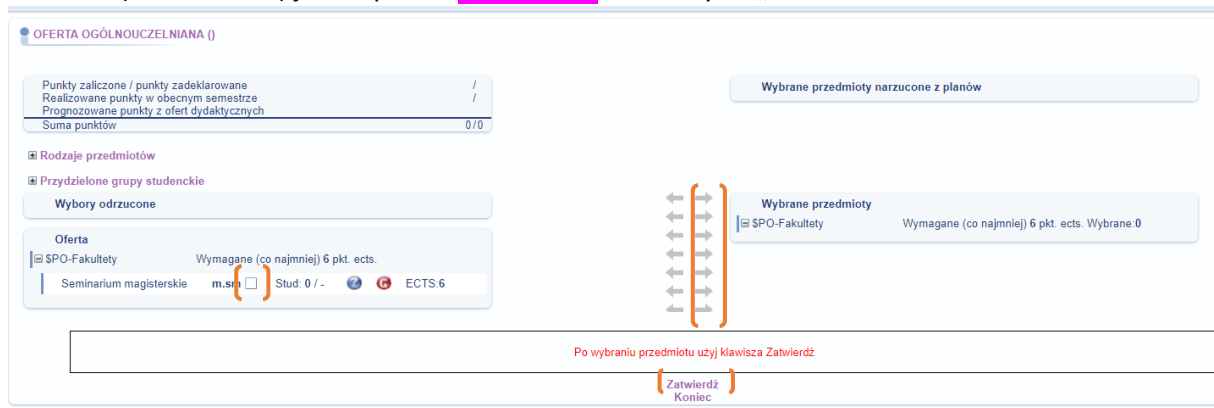 OFERTA OGÓLNOUCZELNIANA ()
Punkty zaliczone / punkty zadeklarowane /
Realizowane punkty w obecnym semestrze /
Prognozowane punkty z ofert dydaktycznych
Suma punktów 0/0
Wybrane przedmioty narzucone z planów
Rodzaje przedmiotów
Przydzielone grupy studenckie
Wybory odrzucone
Wybrane przedmioty
$PO-Fakultety Wymagane (co najmniej) 6 pkt. ects. Wybrane:0
Oferta
$PO-Fakultety Wymagane (co najmniej) 6 pkt. ects.
Seminarium magisterskie m.sm Stud: 0 / - ? G ECTS:6
Po wybraniu przedmiotu użyj klawisza Zatwierdź
Zatwierdź
Koniec